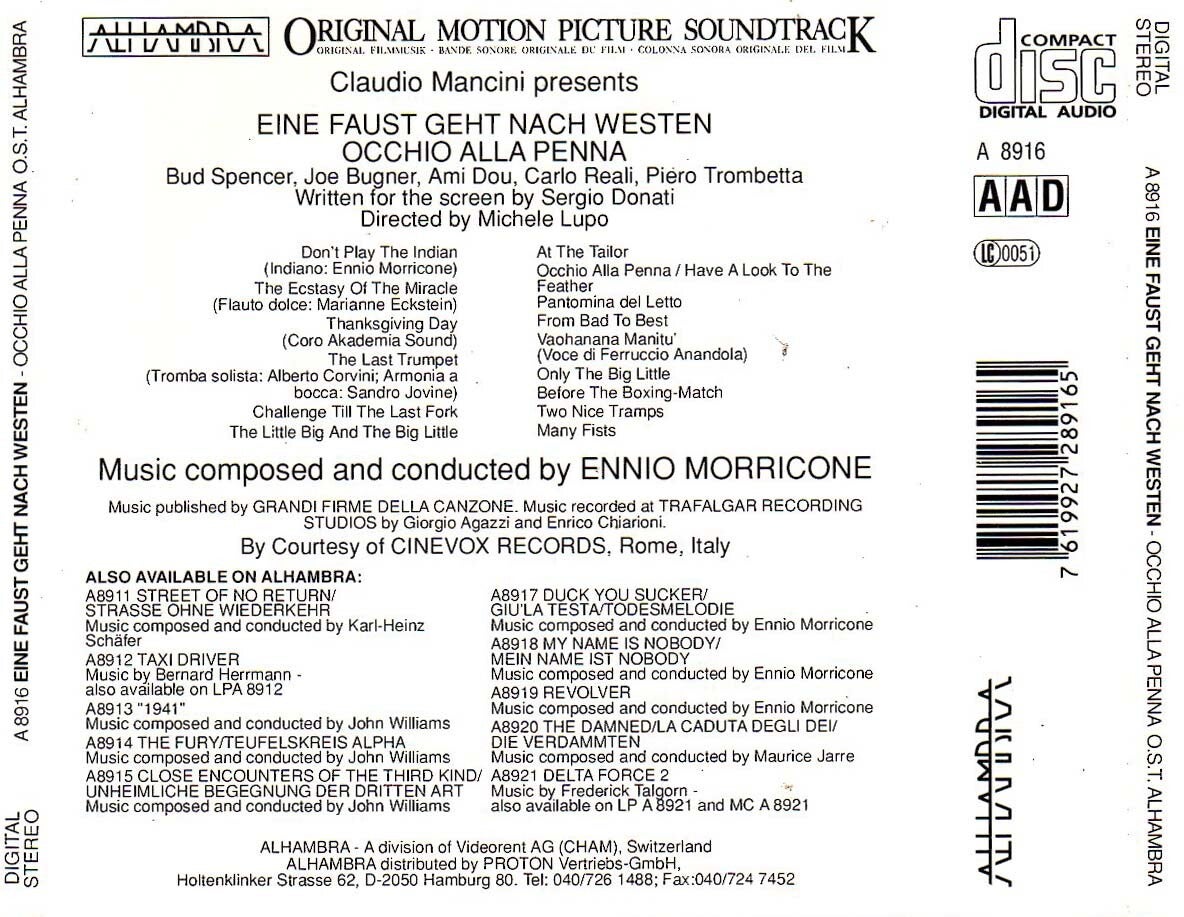 ALHAMBRA
ORIGINAL MOTION PICTURE SOUNDTRACK
ORIGINAL FILMMUSIK · BANDE SONORE ORIGINALE DU FILM · COLONNA SONORA ORIGINALE DEL FILM
Claudio Mancini presents
EINE FAUST GEHT NACH WESTEN
OCCHIO ALLA PENNA
Bud Spencer, Joe Bugner, Ami Dou, Carlo Reali, Piero Trombetta
Written for the screen by Sergio Donati
Directed by Michele Lupo
Don't Play The Indian
(Indiano: Ennio Morricone)
The Ecstasy Of The Miracle
(Flauto dolce: Marianne Eckstein)
Thanksgiving Day
(Coro Akademia Sound)
The Last Trumpet
(Tromba solista: Alberto Corvini; Armonia a
bocca: Sandro Jovine)
Challenge Till The Last Fork
The Little Big And The Big Little
At The Tailor
Occhio Alla Penna / Have A Look To The
Feather
Pantomina del Letto
From Bad To Best
Vaohanana Manitu'
(Voce di Ferruccio Anandola)
Only The Big Little
Before The Boxing-Match
Two Nice Tramps
Many Fists
Music composed and conducted by ENNIO MORRICONE
Music published by GRANDI FIRME DELLA CANZONE. Music recorded at TRAFALGAR RECORDING
STUDIOS by Giorgio Agazzi and Enrico Chiarioni.
By Courtesy of CINEVOX RECORDS, Rome, Italy
ALSO AVAILABLE ON ALHAMBRA:
A8911 STREET OF NO RETURN/
STRASSE OHNE WIEDERKEHR
Music composed and conducted by Karl-Heinz
Schäfer
A8912 TAXI DRIVER
Music by Bernard Herrmann -
also available on LPA 8912
A8913 "1941"
Music composed and conducted by John Williams
A8914 THE FURY/TEUFELSKREIS ALPHA
Music composed and conducted by John Williams
A8915 CLOSE ENCOUNTERS OF THE THIRD KIND/
UNHEIMLICHE BEGEGNUNG DER DRITTEN ART
Music composed and conducted by John Williams
A8917 DUCK YOU SUCKER/
GIU'LA TESTA/TODESMELODIE
Music composed and conducted by Ennio Morricone
A8918 MY NAME IS NOBODY/
MEIN NAME IST NOBODY
Music composed and conducted by Ennio Morricone
A8919 REVOLVER
Music composed and conducted by Ennio Morricone
A8920 THE DAMNED/LA CADUTA DEGLI DEI/
DIE VERDAMMTEN
Music composed and conducted by Maurice Jarre
A8921 DELTA FORCE 2
Music by Frederick Talgorn -
also available on LP A 8921 and MC A 8921
ALHAMBRA - A division of Videorent AG (CHAM), Switzerland
ALHAMBRA distributed by PROTON Vertriebs-GmbH,
Holtenklinker Strasse 62, D-2050 Hamburg 80. Tel: 040/726 1488; Fax:040/724 7452
COMPACT
disc
DIGITAL AUDIO
A 8916
AAD
LC 0051
7 619927 289165
ALHAMBRA
DIGITAL
STEREO
A 8916 EINE FAUST GEHT NACH WESTEN - OCCHIO ALLA PENNA O.S.T. ALHAMBRA
DIGITAL
STEREO
A 8916 EINE FAUST GEHT NACH WESTEN - OCCHIO ALLA PENNA O.S.T. ALHAMBRA